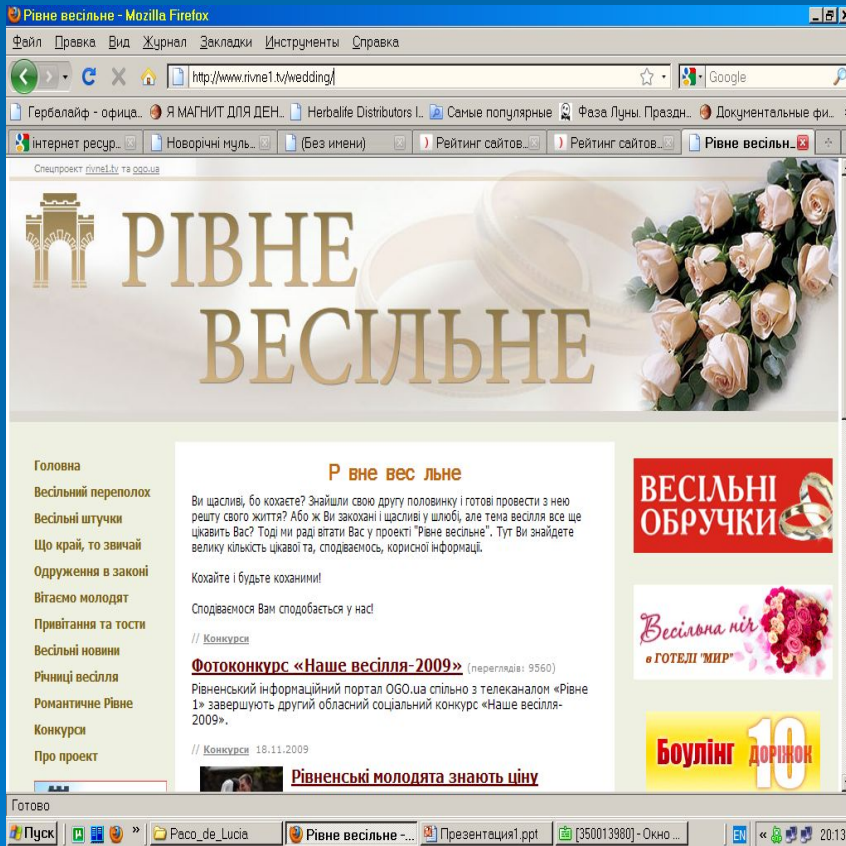 Рівне весільне - Mozilla Firefox
Файл Правка Вид Журнал Закладки Инструменты Справка
http://www.rivne1.tv/wedding/ Google
Гербалайф - офица... Я МАГНИТ ДЛЯ ДЕН... Herbalife Distributors I... Самые популярные Фаза Луны. Праздн... Документальные фи...
інтернет ресур... Новорічні муль... (Без имени) Рейтинг сайтов... Рейтинг сайтов... Рівне весільн...
Спецпроект rivne1.tv та ogo.ua
РІВНЕ
ВЕСІЛЬНЕ
Головна
Весільний переполох
Весільні штучки
Що край, то звичай
Одруження в законі
Вітаємо молодят
Привітання та тости
Весільні новини
Річниці весілля
Романтичне Рівне
Конкурси
Про проект
Р вне вес льне
Ви щасливі, бо кохаєте? Знайшли свою другу половинку і готові провести з нею
решту свого життя? Або ж Ви закохані і щасливі у шлюбі, але тема весілля все ще
цікавить Вас? Тоді ми раді вітати Вас у проекті "Рівне весільне". Тут Ви знайдете
велику кількість цікавої та, сподіваємось, корисної інформації.
Кохайте і будьте коханими!
Сподіваємося Вам сподобається у нас!
// Конкурси
Фотоконкурс «Наше весілля-2009» (переглядів: 9560)
Рівненський інформаційний портал OGO.ua спільно з телеканалом «Рівне
1» завершують другий обласний соціальний конкурс «Наше весілля-
2009».
// Конкурси 18.11.2009
Рівненські молодята знають ціну
ВЕСІЛЬНІ
ОБРУЧКИ
Весільна ніч
в ГОТЕЛІ "МИР"
Боулінг 10 ДОРІЖОК
Готово
Пуск » Paco_de_Lucia Рівне весільне -... Презентация1.ppt [350013980] - Окно ... EN « 20:13